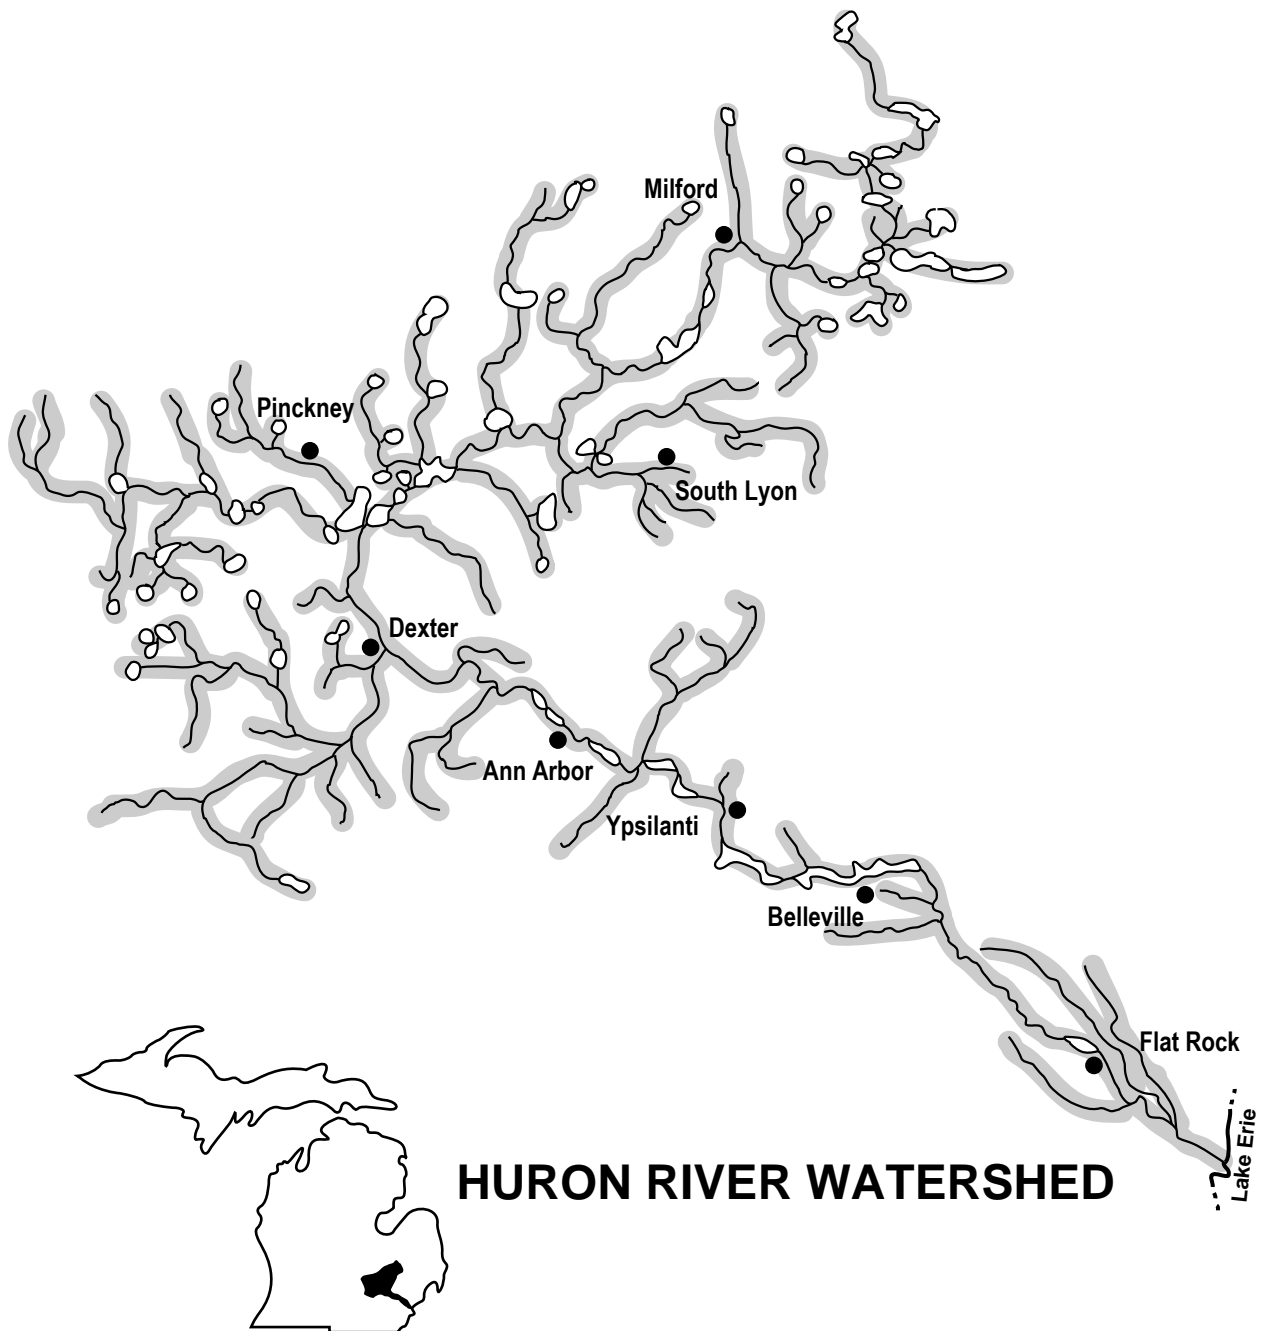 Milford
Pinckney
South Lyon
Dexter
Ann Arbor
Ypsilanti
Belleville
Flat Rock
Lake Erie
HURON RIVER WATERSHED